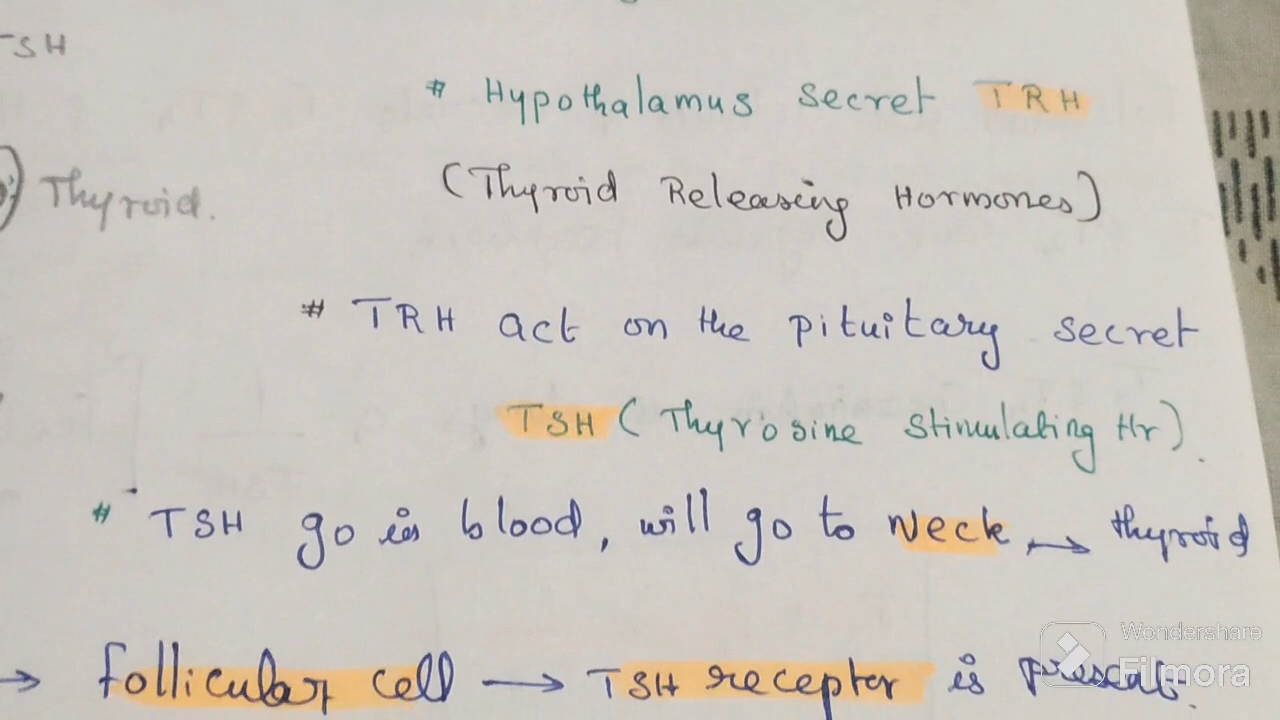 TSH
# Hypothalamus secret TRH
Thyroid.
(Thyroid Releasing Hormones)
# TRH act on the pituitary secret
TSH (Thyrosine Stimulating Hr).
# TSH go in blood, will go to Neck → thyroid
→ follicular cell → TSH receptor is present.
Wondershare
Filmora